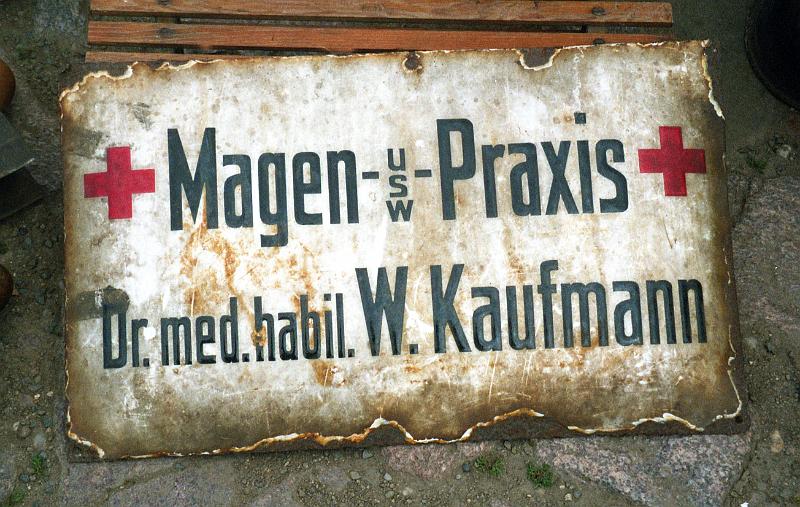 Magen-usw-Praxis
Dr. med. habil. W. Kaufmann